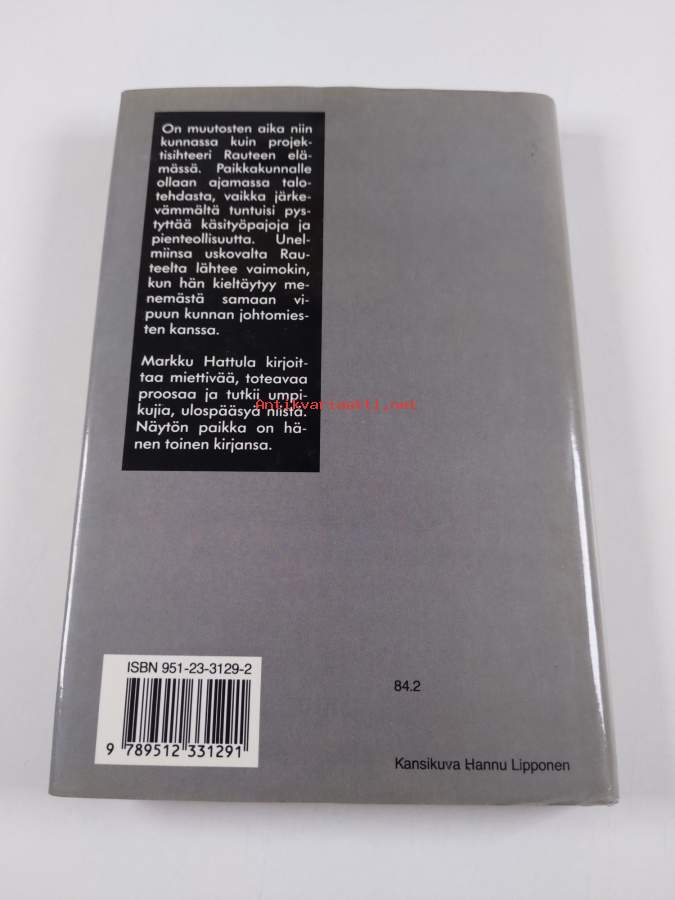 On muutosten aika niin
kunnassa kuin projek-
tisihteeri Rauteen elä-
mässä. Paikkakunnalle
ollaan ajamassa talo-
tehdasta, vaikka järke-
vämmältä tuntuisi pys-
tyttää käsityöpajoja ja
pienteollisuutta. Unel-
miinsa uskovalta Rau-
teelta lähtee vaimokin,
kun hän kieltäytyy me-
nemästä samaan vi-
puun kunnan johtomies-
ten kanssa.
Markku Hattula kirjoit-
taa miettivää, toteavaa
proosaa ja tutkii umpi-
kujia, ulospääsyä niistä.
Näytön paikka on hä-
nen toinen kirjansa.
Antikvariaatti.net
ISBN 951-23-3129-2
9 789512 331291
84.2
Kansikuva Hannu Lipponen